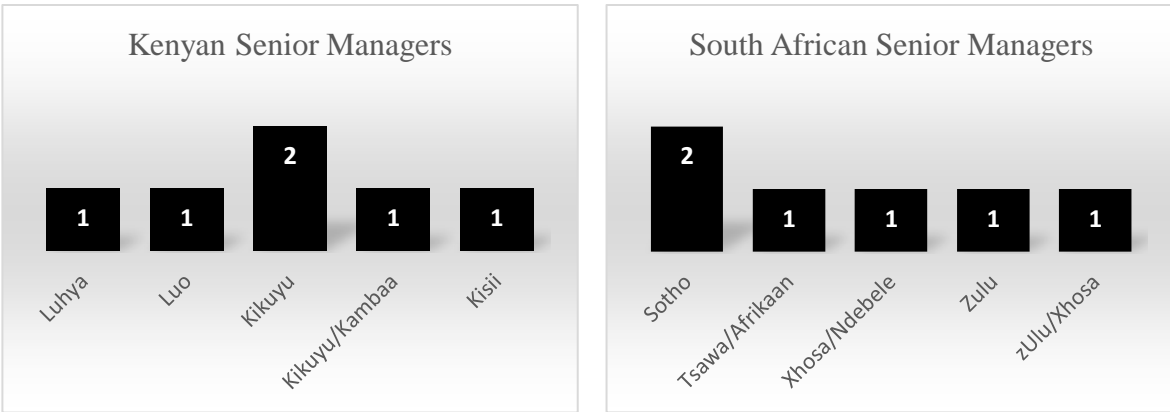 Kenyan Senior Managers
2
1
1
1
1
Luhya
Luo
Kikuyu
Kikuyu/Kambaa
Kisii
South African Senior Managers
2
1
1
1
1
Sotho
Tsawa/Afrikaan
Xhosa/Ndebele
Zulu
zUlu/Xhosa